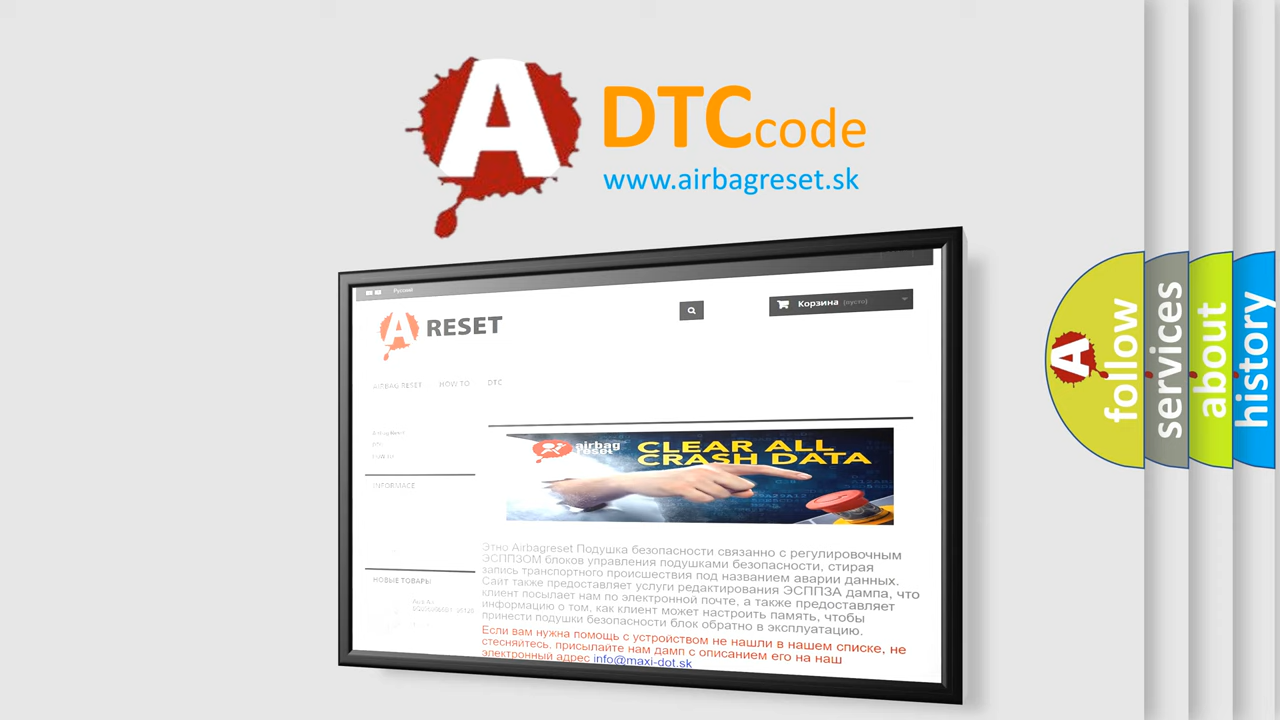 A
DTCcode
www.airbagreset.sk
Русский
A RESET
Корзина (пусто)
AIRBAG RESET HOW TO DTC
Airbag Reset
DTC
INFORMACE
airbag
reset
CLEAR ALL
CRASH DATA
Этно Airbagreset Подушка безопасности связанно с регулировочным
ЭСППЗОМ блоков управления подушками безопасности, стирая
запись транспортного происшествия под названием аварии данных.
Сайт также предоставляет услуги редактирования ЭСППЗА дампа, что
клиент посылает нам по электронной почте, а также предоставляет
информацию о том, как клиент может настроить память, чтобы
принести подушки безопасности блок обратно в эксплуатацию.
Если вам нужна помощь с устройством не нашли в нашем списке, не
стесняйтесь, присылайте нам дамп с описанием его на наш
электронный адрес info@maxi-dot.sk
НОВЫЕ ТОВАРЫ
A
follow
services
about
history